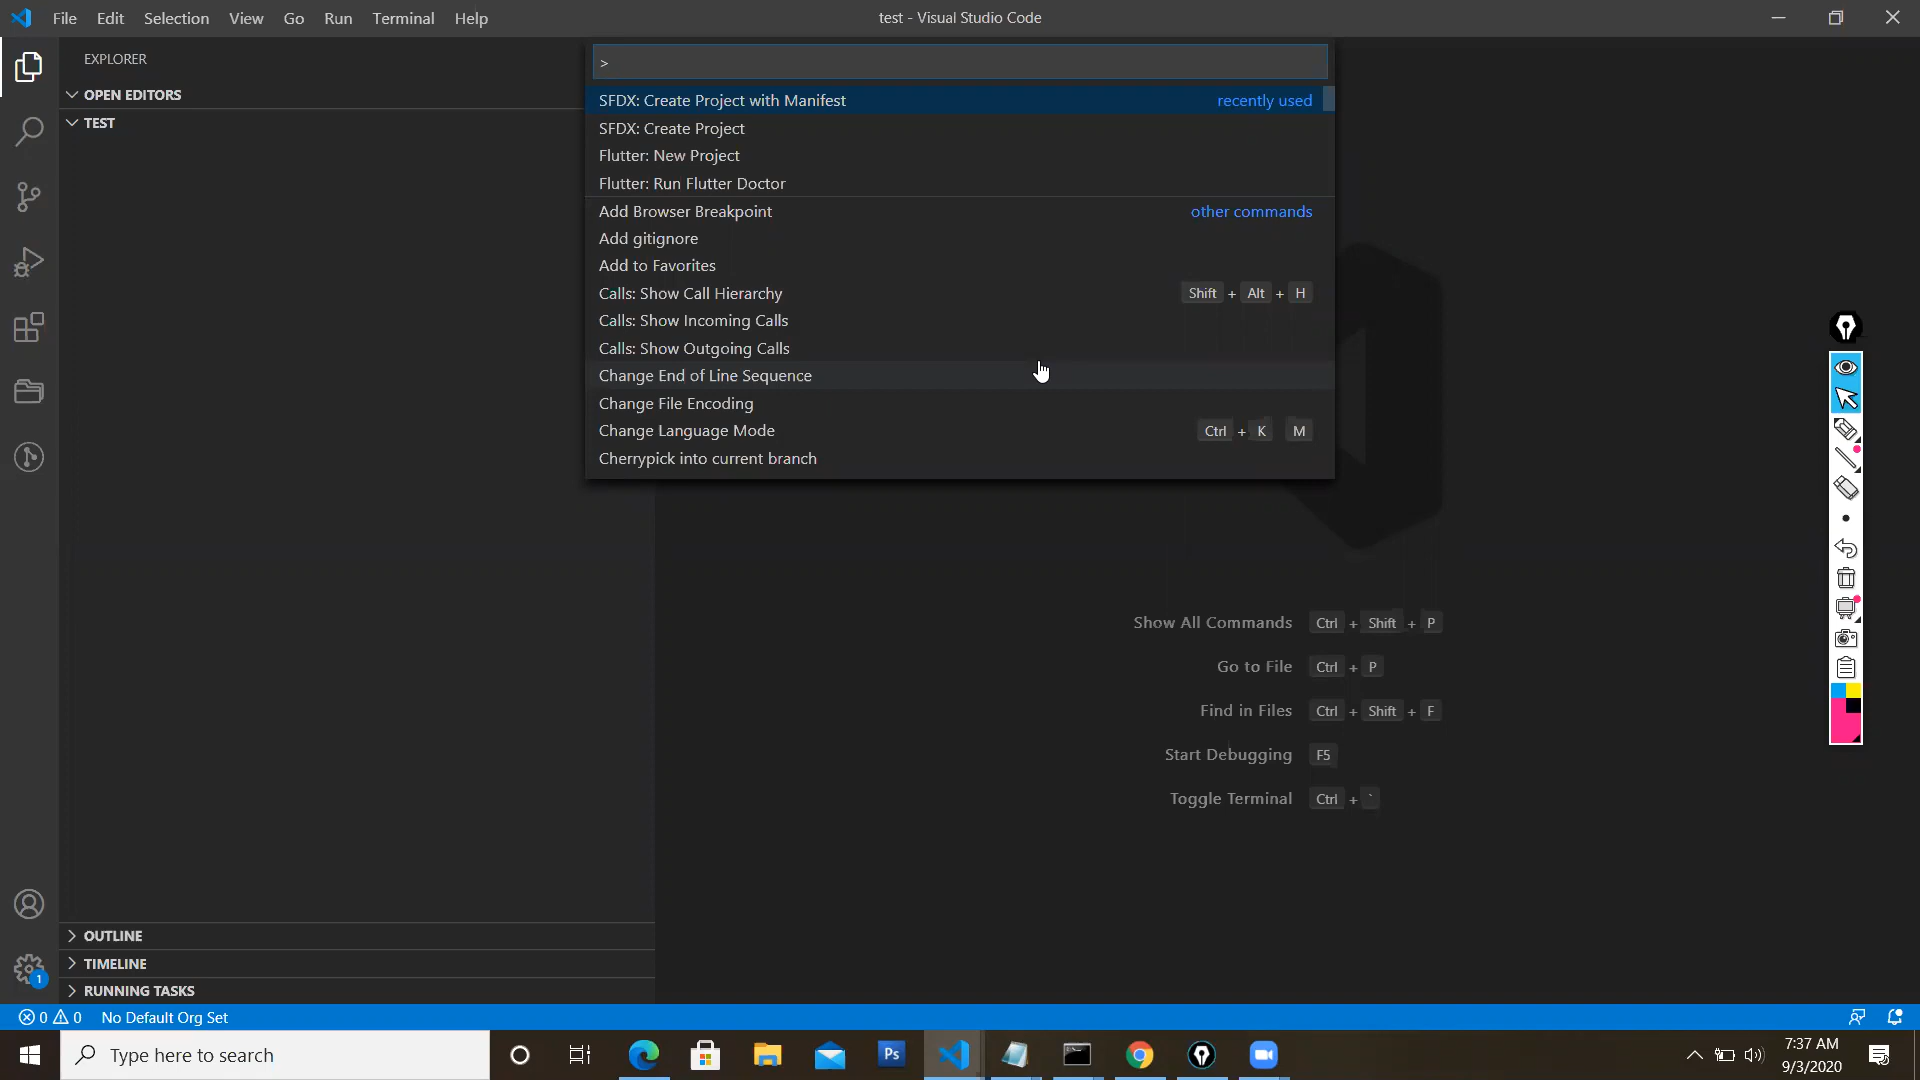 File Edit Selection View Go Run Terminal Help
test - Visual Studio Code
EXPLORER
OPEN EDITORS
TEST
>
SFDX: Create Project with Manifest recently used
SFDX: Create Project
Flutter: New Project
Flutter: Run Flutter Doctor
Add Browser Breakpoint other commands
Add gitignore
Add to Favorites
Calls: Show Call Hierarchy Shift + Alt + H
Calls: Show Incoming Calls
Calls: Show Outgoing Calls
Change End of Line Sequence
Change File Encoding
Change Language Mode Ctrl + K M
Cherrypick into current branch
Show All Commands Ctrl + Shift + P
Go to File Ctrl + P
Find in Files Ctrl + Shift + F
Start Debugging F5
Toggle Terminal Ctrl + `
OUTLINE
TIMELINE
RUNNING TASKS
1
0 0 No Default Org Set
Type here to search
Ps
7:37 AM
9/3/2020